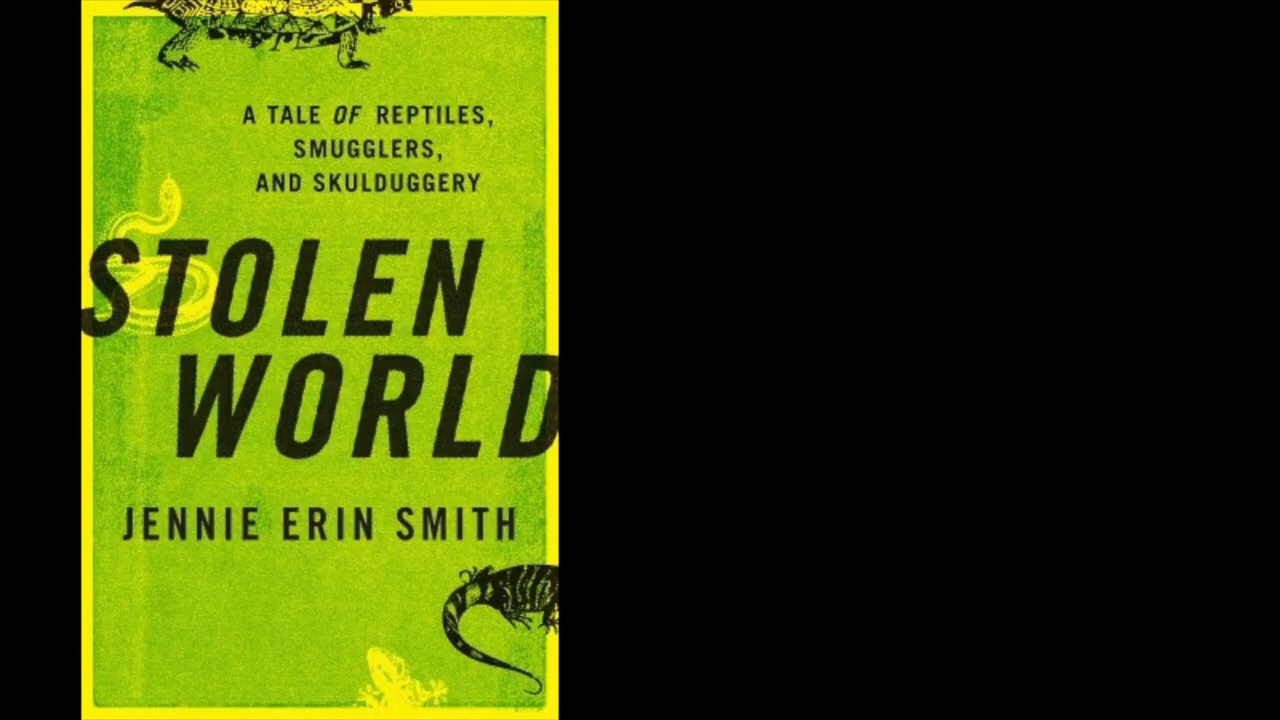 A TALE OF REPTILES,
SMUGGLERS,
AND SKULDUGGERY
STOLEN
WORLD
JENNIE ERIN SMITH